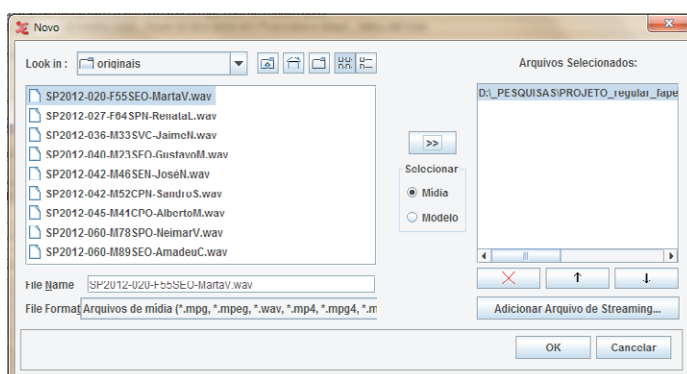 Novo
Look in :
originais
Arquivos Selecionados:
SP2012-020-F55SEO-MartaV.wav
SP2012-027-F64SPN-RenataL.wav
SP2012-036-M33SVC-JaimeN.wav
SP2012-040-M23SFO-GustavoM.wav
SP2012-042-M46SEN-JoséN.wav
SP2012-042-M52CPN-SandroS.wav
SP2012-045-M41CPO-AlbertoM.wav
SP2012-060-M78SPO-NeimarV.wav
SP2012-060-M89SEO-AmadeuC.wav
D:\_PESQUISAS\PROJETO_regular_fape
>>
Selecionar
Mídia
Modelo
File Name
SP2012-020-F55SEO-MartaV.wav
File Format
Arquivos de mídia (*.mpg, *.mpeg, *.wav, *.mp4, *.mpg4, *.m
Adicionar Arquivo de Streaming...
OK
Cancelar